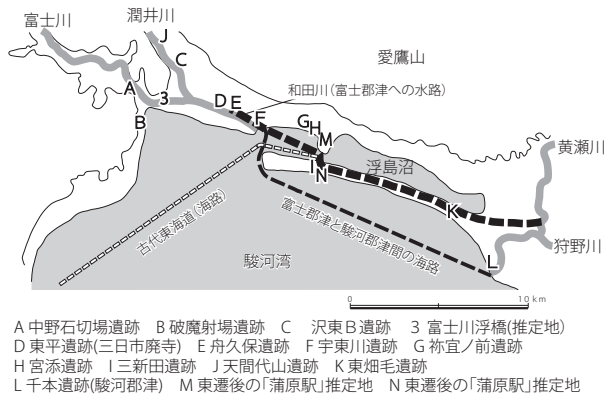 富士川
潤井川
J
C
愛鷹山
A
3
B
D E
和田川(富士郡津への水路)
F
G
H
M
黄瀬川
I
N
浮島沼
K
古代東海道(海路)
富士郡津と駿河郡津間の海路
狩野川
L
駿河湾
0 10km
A 中野石切場遺跡 B 破魔射場遺跡 C 沢東B遺跡 3 富士川浮橋(推定地)
D 東平遺跡(三日市廃寺) E 舟久保遺跡 F 宇東川遺跡 G 祢宜ノ前遺跡
H 宮添遺跡 I 三新田遺跡 J 天間代山遺跡 K 東畑毛遺跡
L 千本遺跡(駿河郡津) M 東遷後の「蒲原駅」推定地 N 東遷後の「蒲原駅」推定地